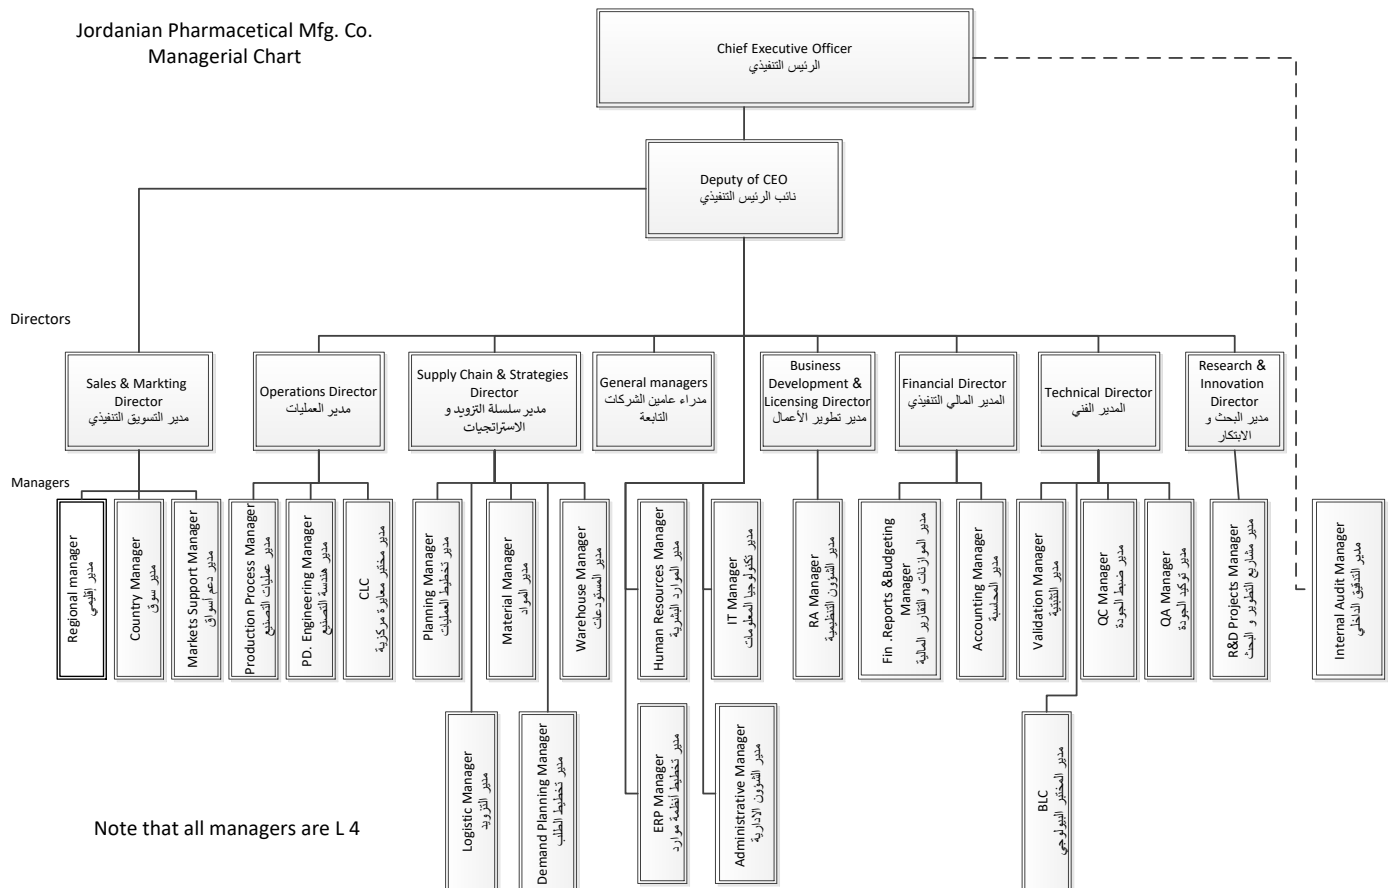 Jordanian Pharmacetical Mfg. Co.
Managerial Chart
Chief Executive Officer
الرئيس التنفيذي
Deputy of CEO
نائب الرئيس التنفيذي
Directors
Sales & Markting
Director
مدير التسويق التنفيذي
Operations Director
مدير العمليات
Supply Chain & Strategies
Director
مدير سلسلة التزويد و
الاستراتجيات
General managers
مدراء عامين الشركات
التابعة
Business
Development &
Licensing Director
مدير تطوير الأعمال
Financial Director
المدير المالي التنفيذي
Technical Director
المدير الفني
Research &
Innovation
Director
مدير البحث و
الابتكار
Managers
Regional manager
مدير إقليمي
Country Manager
مدير سوق
Markets Support Manager
مدير دعم أسواق
Production Process Manager
مدير عمليات التصنيع
PD. Engineering Manager
مدير هندسة التصنيع
CLC
مدير مختبر معايرة مركزية
Planning Manager
مدير تخطيط العمليات
Material Manager
مدير المواد
Warehouse Manager
مدير المستودعات
Human Resources Manager
مدير الموارد البشرية
IT Manager
مدير تكنولوجيا المعلومات
RA Manager
مدير الشؤون التنظيمية
Fin .Reports &Budgeting
Manager
مدير الموازنات و التقارير المالية
Accounting Manager
مدير المحاسبة
Validation Manager
مدير التثبتية
QC Manager
مدير ضبط الجودة
QA Manager
مدير توكيد الجودة
R&D Projects Manager
مدير مشاريع التطوير و البحث
Internal Audit Manager
مدير التدقيق الداخلي
Logistic Manager
مدير التزويد
Demand Planning Manager
مدير تخطيط الطلب
ERP Manager
مدير تخطيط أنظمة موارد
Administrative Manager
مدير الشؤون الادارية
BLC
مدير المختبر البيولوجي
Note that all managers are L 4